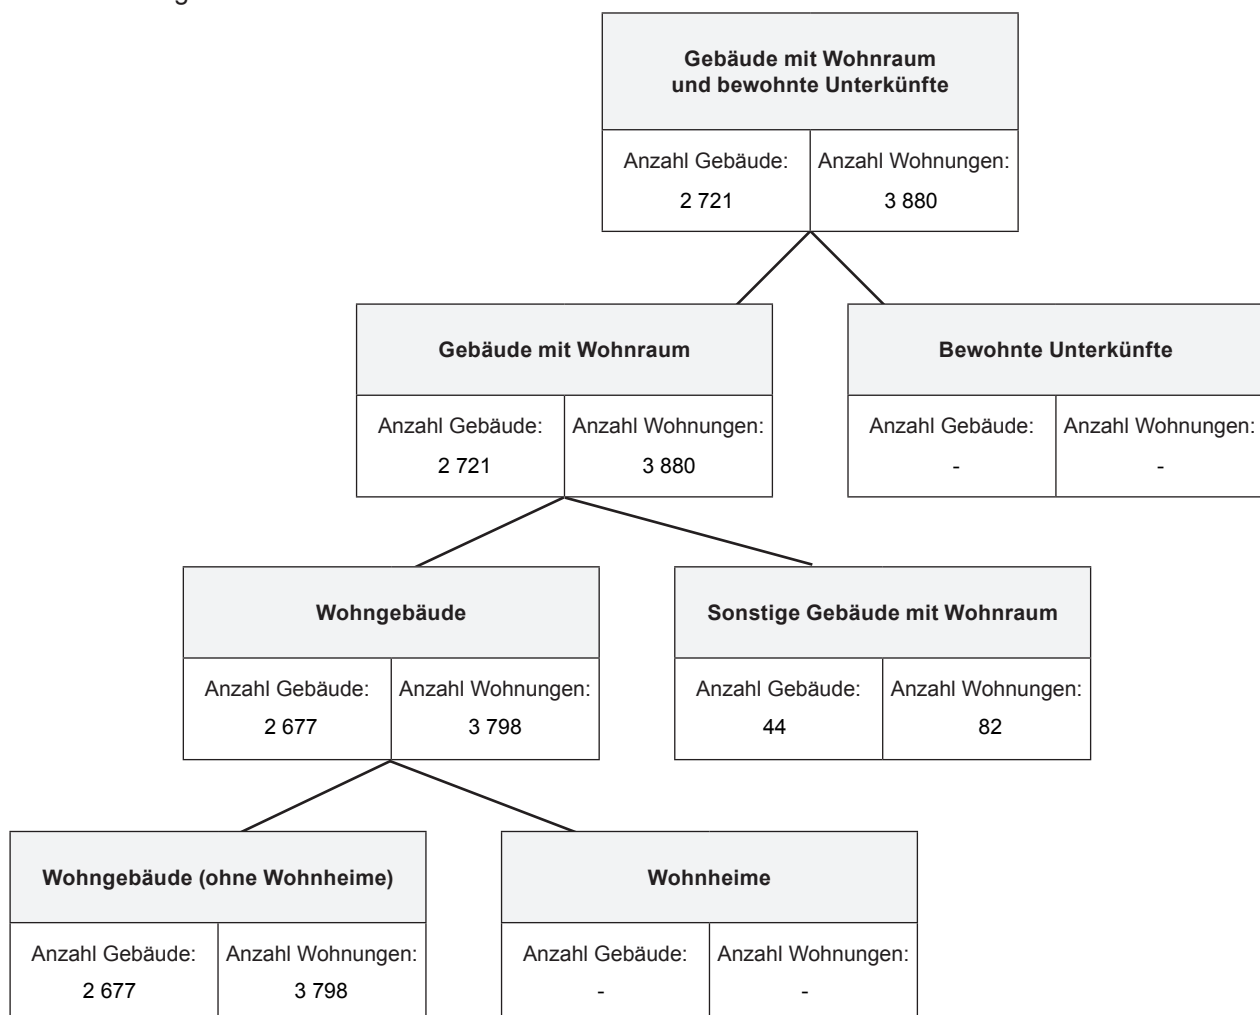 Gebäude mit Wohnraum
und bewohnte Unterkünfte
Anzahl Gebäude: Anzahl Wohnungen:
2 721 3 880
Gebäude mit Wohnraum Bewohnte Unterkünfte
Anzahl Gebäude: Anzahl Wohnungen: Anzahl Gebäude: Anzahl Wohnungen:
2 721 3 880 - -
Wohngebäude Sonstige Gebäude mit Wohnraum
Anzahl Gebäude: Anzahl Wohnungen: Anzahl Gebäude: Anzahl Wohnungen:
2 677 3 798 44 82
Wohngebäude (ohne Wohnheime) Wohnheime
Anzahl Gebäude: Anzahl Wohnungen: Anzahl Gebäude: Anzahl Wohnungen:
2 677 3 798 - -